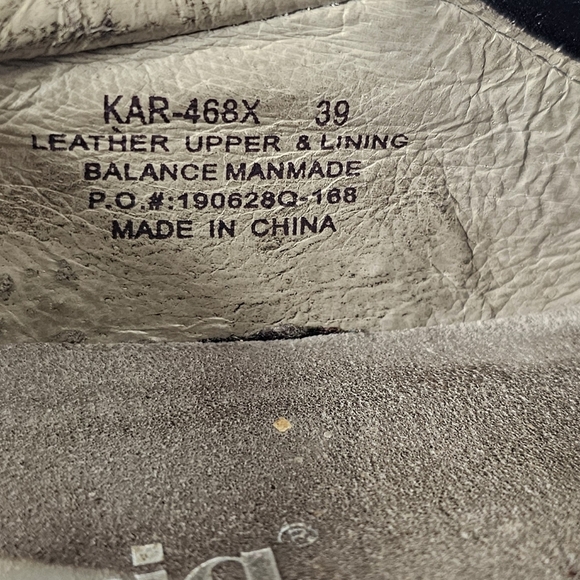 KAR-468X 39
LEATHER UPPER & LINING
BALANCE MANMADE
P.O.#:190628Q-168
MADE IN CHINA